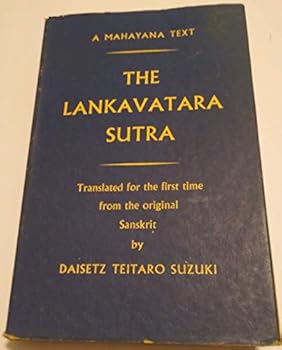 A MAHAYANA TEXT
THE
LANKAVATARA
SUTRA
Translated for the first time
from the original
Sanskrit
by
DAISETZ TEITARO SUZUKI